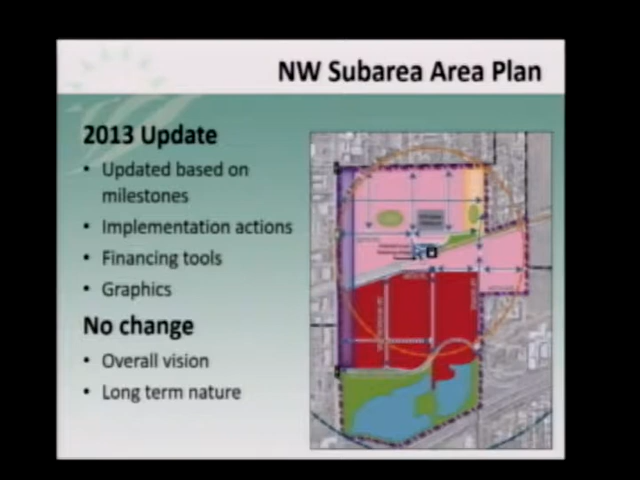 NW Subarea Area Plan
2013 Update
• Updated based on
milestones
• Implementation actions
• Financing tools
• Graphics
No change
• Overall vision
• Long term nature